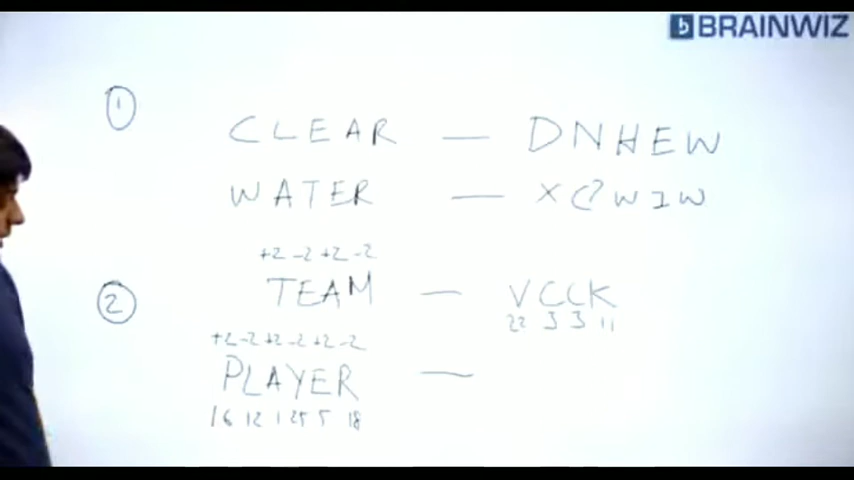 BRAINWIZ
1
CLEAR — DNHEW
WATER — XCWIW
+2 -2 +2 -2
2
TEAM — VCCK
22 3 3 11
+2 -2 +2 -2 +2 -2
PLAYER —
16 12 1 25 5 18